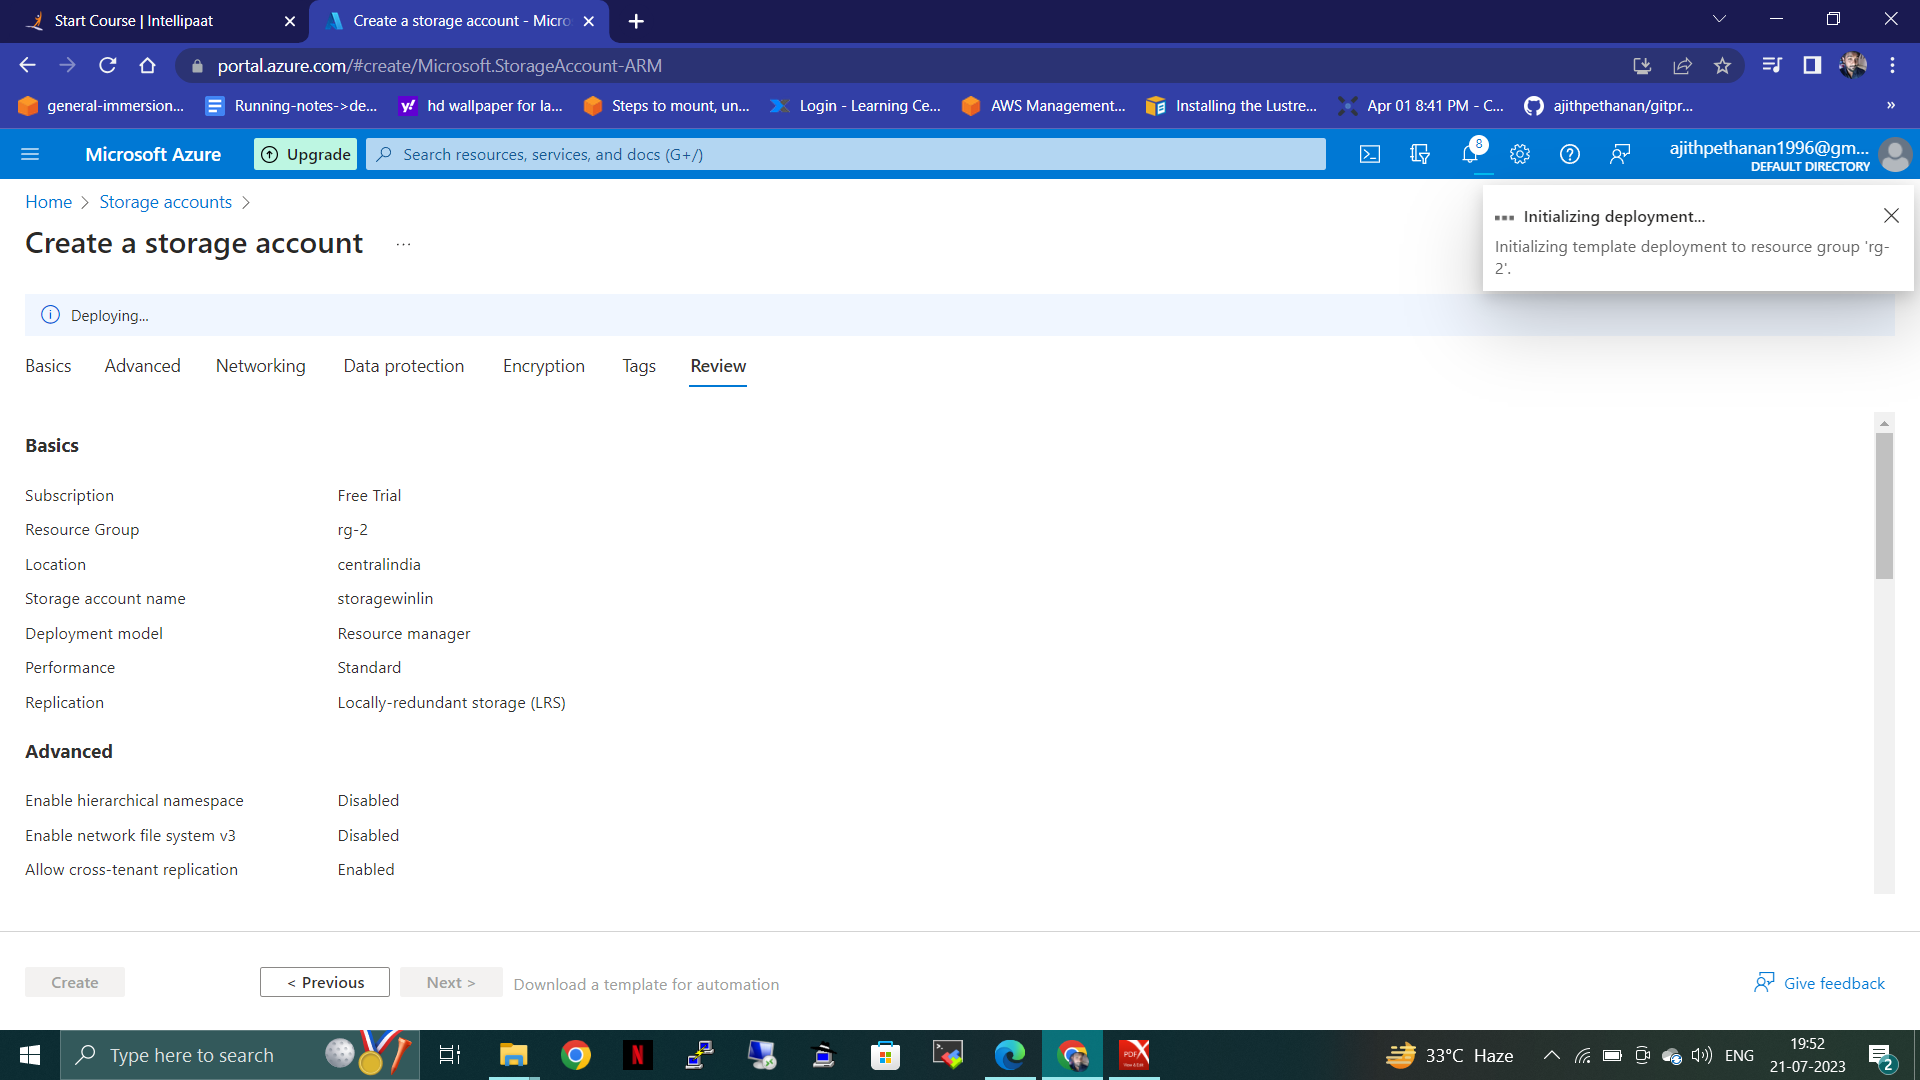 Start Course | Intellipaat
Create a storage account - Micro
portal.azure.com/#create/Microsoft.StorageAccount-ARM
general-immersion...
Running-notes->de...
hd wallpaper for la...
Steps to mount, un...
Login - Learning Ce...
AWS Management...
Installing the Lustre...
Apr 01 8:41 PM - C...
ajithpethanan/gitpr...
»
Microsoft Azure
Upgrade
Search resources, services, and docs (G+/)
8
ajithpethanan1996@gm...
DEFAULT DIRECTORY
Home > Storage accounts >
Create a storage account ...
Initializing deployment...
Initializing template deployment to resource group 'rg-
2'.
Deploying...
Basics Advanced Networking Data protection Encryption Tags Review
Basics
Subscription Free Trial
Resource Group rg-2
Location centralindia
Storage account name storagewinlin
Deployment model Resource manager
Performance Standard
Replication Locally-redundant storage (LRS)
Advanced
Enable hierarchical namespace Disabled
Enable network file system v3 Disabled
Allow cross-tenant replication Enabled
Create
< Previous
Next >
Download a template for automation
Give feedback
Type here to search
N
PDF
33°C Haze
ENG
19:52
21-07-2023
2